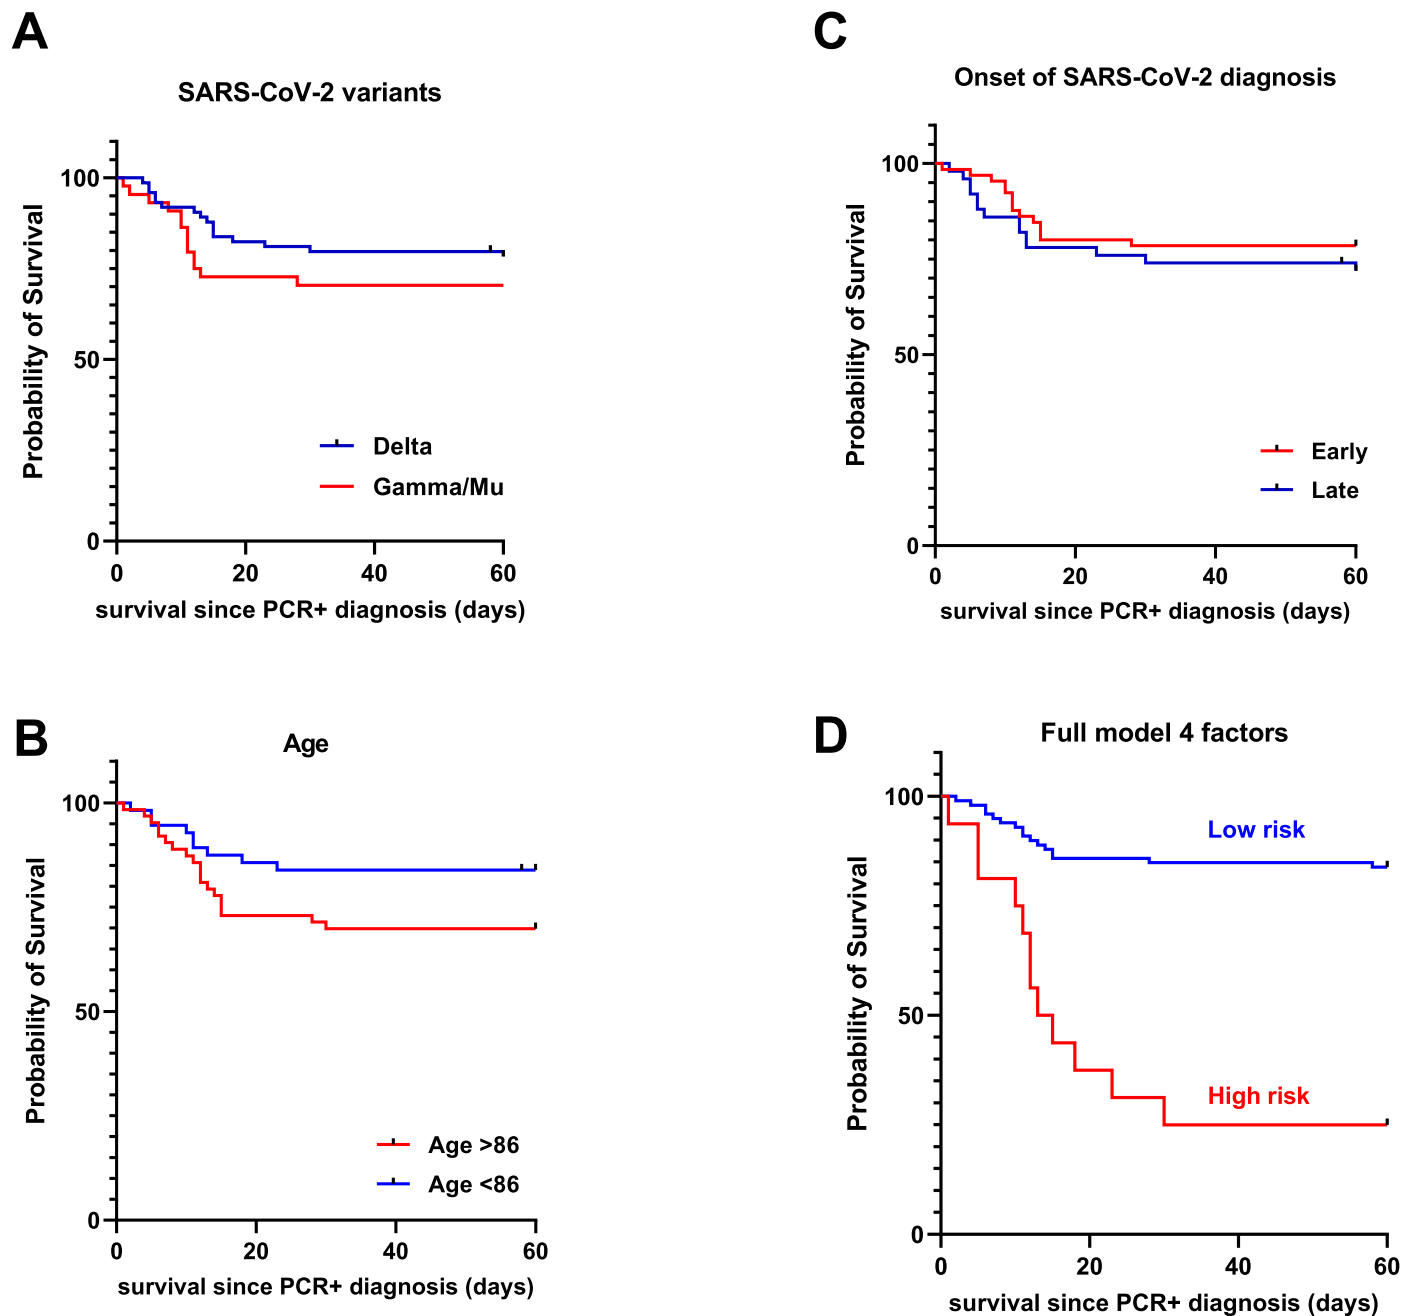 A
SARS-CoV-2 variants
Probability of Survival
100
50
0
Delta
Gamma/Mu
0 20 40 60
survival since PCR+ diagnosis (days)
C
Onset of SARS-CoV-2 diagnosis
Probability of Survival
100
50
0
Early
Late
0 20 40 60
survival since PCR+ diagnosis (days)
B
Age
Probability of Survival
100
50
0
Age >86
Age <86
0 20 40 60
survival since PCR+ diagnosis (days)
D
Full model 4 factors
Probability of Survival
100
50
0
Low risk
High risk
0 20 40 60
survival since PCR+ diagnosis (days)